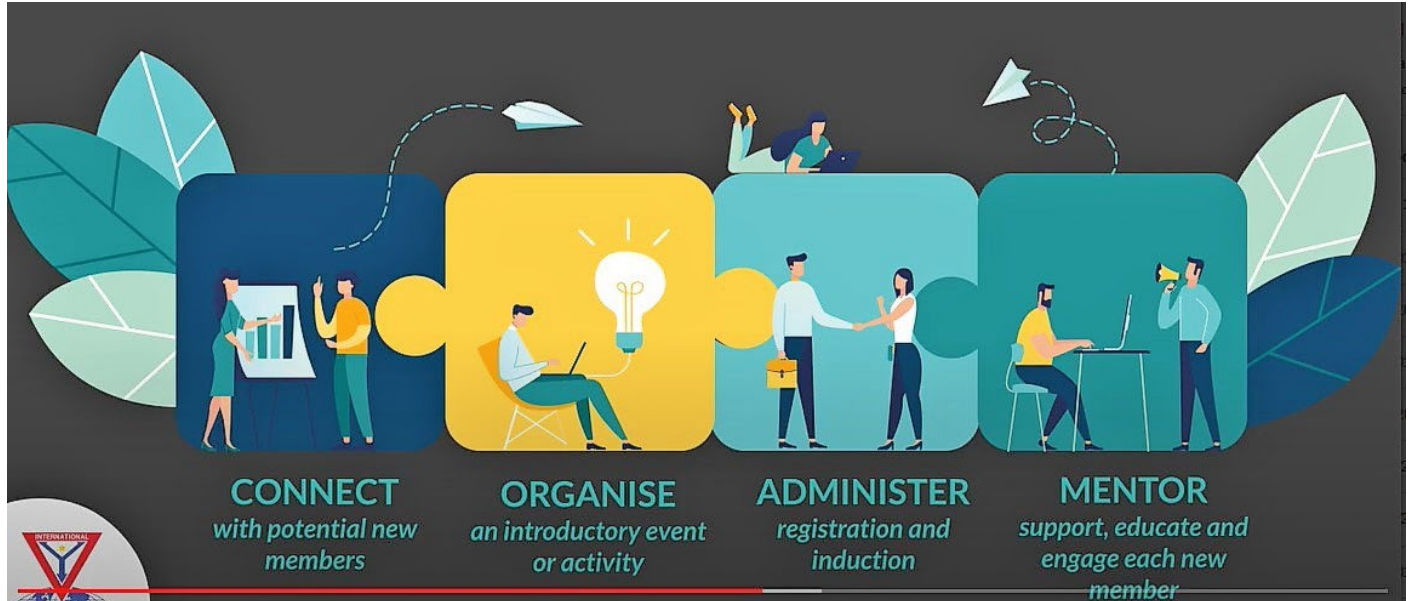 CONNECT
with potential new
members
ORGANISE
an introductory event
or activity
ADMINISTER
registration and
induction
MENTOR
support, educate and
engage each new
member
INTERNATIONAL
Y